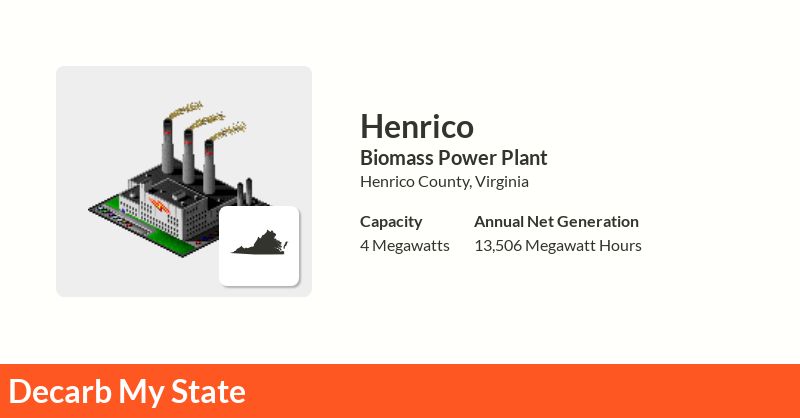 Henrico
Biomass Power Plant
Henrico County, Virginia
Capacity
Annual Net Generation
4 Megawatts
13,506 Megawatt Hours
Decarb My State